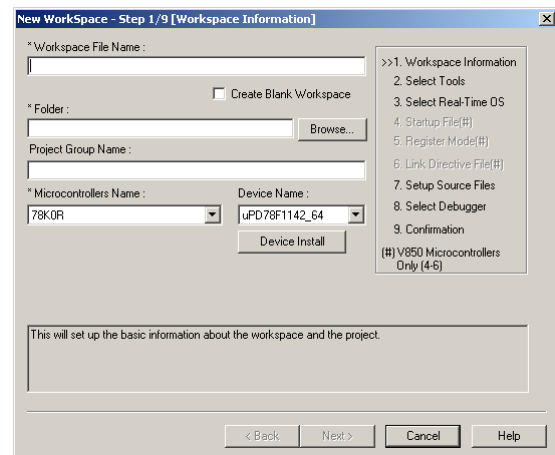 New WorkSpace - Step 1/9 [Workspace Information]
* Workspace File Name :
Create Blank Workspace
* Folder :
Browse...
Project Group Name :
* Microcontrollers Name :
Device Name :
78K0R
uPD78F1142_64
Device Install
>>1. Workspace Information
2. Select Tools
3. Select Real-Time OS
4. Startup File(#)
5. Register Mode(#)
6. Link Directive File(#)
7. Setup Source Files
8. Select Debugger
9. Confirmation
(#) V850 Microcontrollers
Only (4-6)
This will set up the basic information about the workspace and the project.
< Back
Next >
Cancel
Help